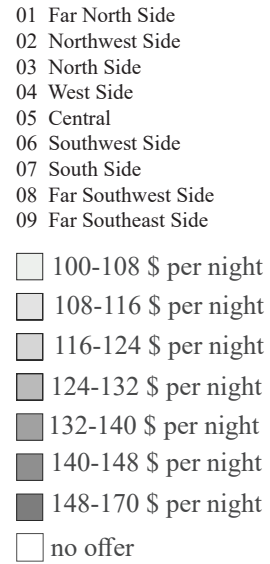 01 Far North Side
02 Northwest Side
03 North Side
04 West Side
05 Central
06 Southwest Side
07 South Side
08 Far Southwest Side
09 Far Southeast Side
100-108 $ per night
108-116 $ per night
116-124 $ per night
124-132 $ per night
132-140 $ per night
140-148 $ per night
148-170 $ per night
no offer